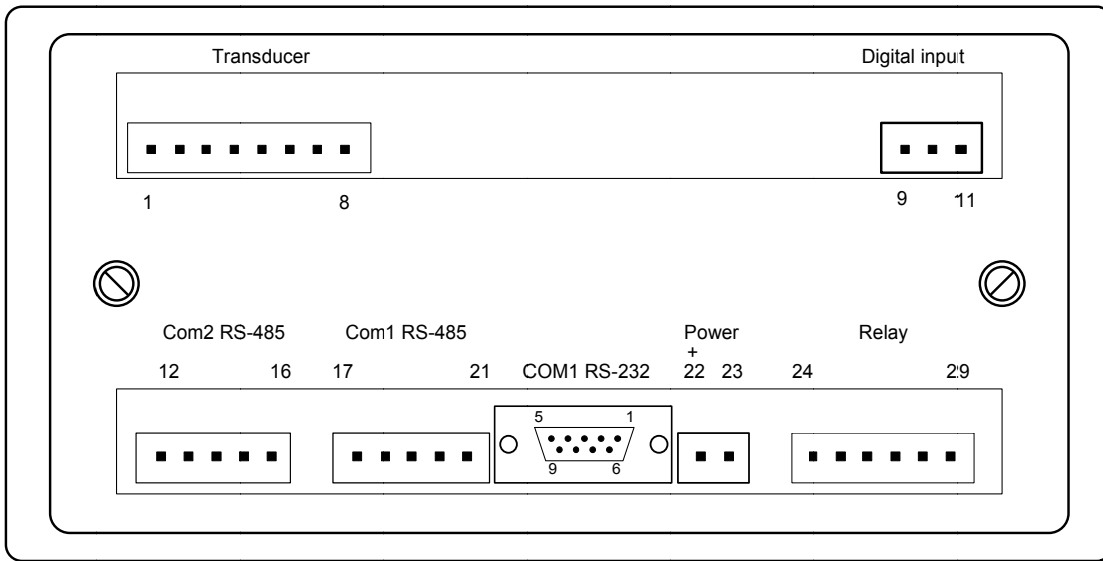 Transducer Digital input
1 8 9 11
Com2 RS-485 Com1 RS-485 Power Relay
+
12 16 17 21 COM1 RS-232 22 23 24 29
5 1
9 6